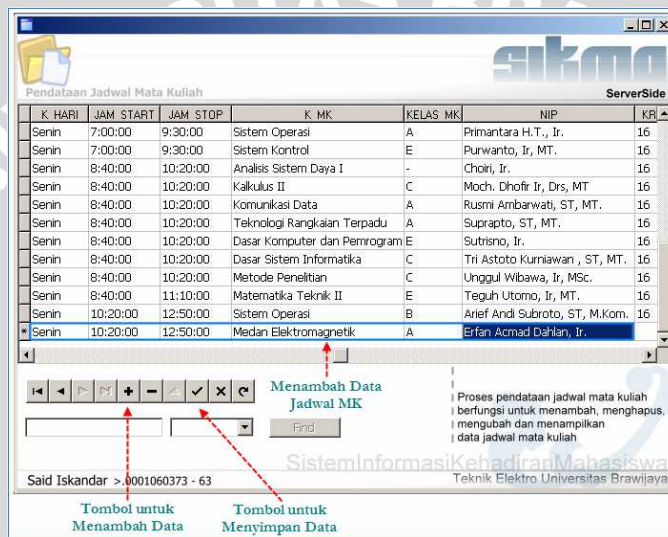 sikma
Pendataan Jadwal Mata Kuliah
ServerSide
K HARI JAM START JAM STOP K MK KELAS MK NIP KR
Senin 7:00:00 9:30:00 Sistem Operasi A Primantara H.T., Ir. 16
Senin 7:00:00 9:30:00 Sistem Kontrol E Purwanto, Ir, MT. 16
Senin 8:40:00 10:20:00 Analisis Sistem Daya I - Choiri, Ir. 16
Senin 8:40:00 10:20:00 Kalkulus II C Moch. Dhofir Ir, Drs, MT 16
Senin 8:40:00 10:20:00 Komunikasi Data A Rusmi Ambarwati, ST, MT. 16
Senin 8:40:00 10:20:00 Teknologi Rangkaian Terpadu A Suprapto, ST, MT. 16
Senin 8:40:00 10:20:00 Dasar Komputer dan Pemrogram E Sutrisno, Ir. 16
Senin 8:40:00 10:20:00 Dasar Sistem Informatika C Tri Astoto Kurniawan , ST, MT. 16
Senin 8:40:00 10:20:00 Metode Penelitian C Unggul Wibawa, Ir, MSc. 16
Senin 8:40:00 11:10:00 Matematika Teknik II E Teguh Utomo, Ir, MT. 16
Senin 10:20:00 12:50:00 Sistem Operasi B Arief Andi Subroto, ST, M.Kom. 16
* Senin 10:20:00 12:50:00 Medan Elektromagnetik A Erfan Acmad Dahlan, Ir.
Menambah Data
Jadwal MK
Find
Proses pendataan jadwal mata kuliah
berfungsi untuk menambah, menghapus,
mengubah dan menampilkan
data jadwal mata kuliah
SistemInformasiKehadiranMahasiswa
Teknik Elektro Universitas Brawijaya
Said Iskandar >.0001060373 - 63
Tombol untuk
Menambah Data
Tombol untuk
Menyimpan Data